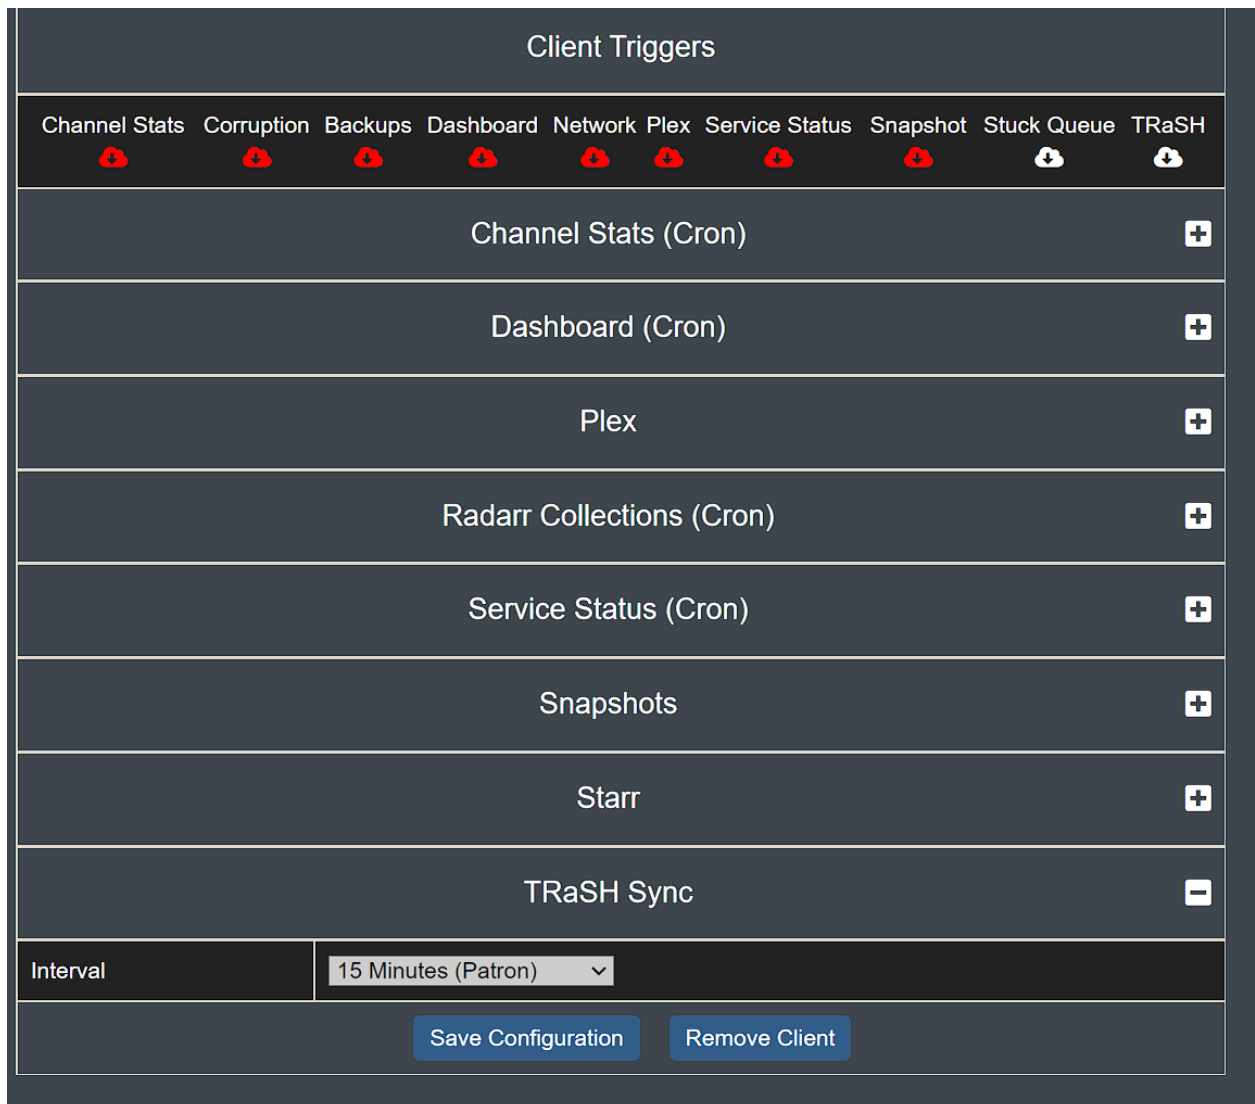 Client Triggers
Channel Stats Corruption Backups Dashboard Network Plex Service Status Snapshot Stuck Queue TRaSH
Channel Stats (Cron)
Dashboard (Cron)
Plex
Radarr Collections (Cron)
Service Status (Cron)
Snapshots
Starr
TRaSH Sync
Interval 15 Minutes (Patron)
Save Configuration Remove Client